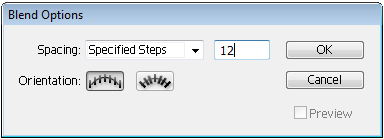 Blend Options
Spacing: Specified Steps 12 OK
Orientation: Cancel
Preview